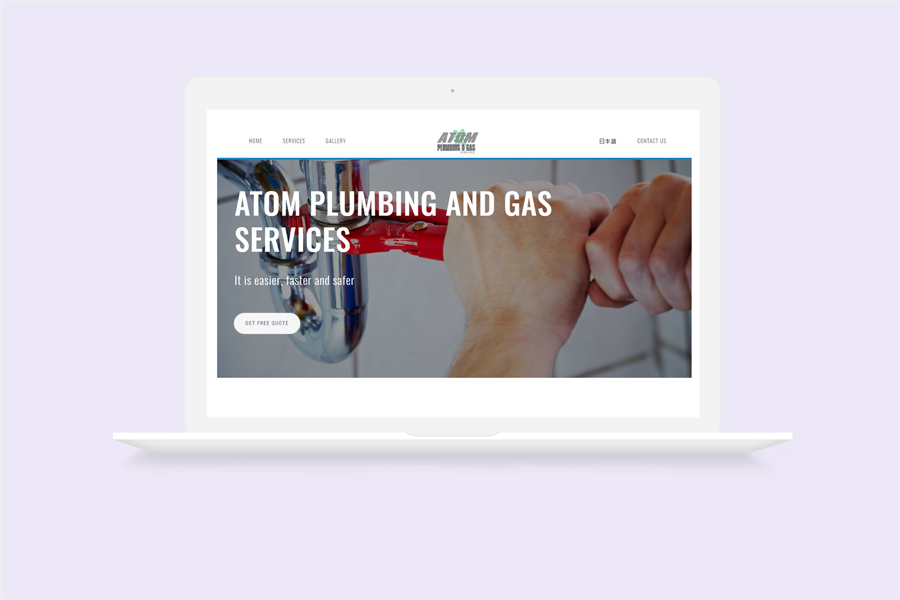 HOME SERVICES GALLERY
ATOM
PLUMBING & GAS
SERVICES
日本語 CONTACT US
ATOM PLUMBING AND GAS
SERVICES
It is easier, faster and safer
GET FREE QUOTE